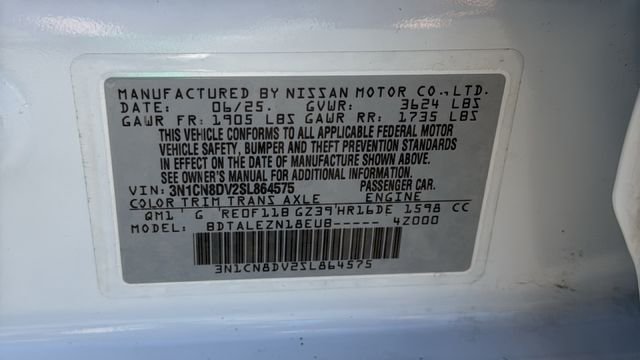 MANUFACTURED BY NISSAN MOTOR CO.,LTD.
DATE: 06/25. GVWR: 3624 LBS
GAWR FR: 1905 LBS GAWR RR: 1735 LBS
THIS VEHICLE CONFORMS TO ALL APPLICABLE FEDERAL MOTOR
VEHICLE SAFETY, BUMPER AND THEFT PREVENTION STANDARDS
IN EFFECT ON THE DATE OF MANUFACTURE SHOWN ABOVE.
SEE OWNER'S MANUAL FOR ADDITIONAL INFORMATION.
VIN: 3N1CN8DV2SL864575 PASSENGER CAR.
COLOR TRIM TRANS AXLE ENGINE
QM1' G RE0F11B GZ39'HR16DE 1598 CC
MODEL: BDTALEZN18EUB----- 4Z000
3N1CN8DV2SL864575